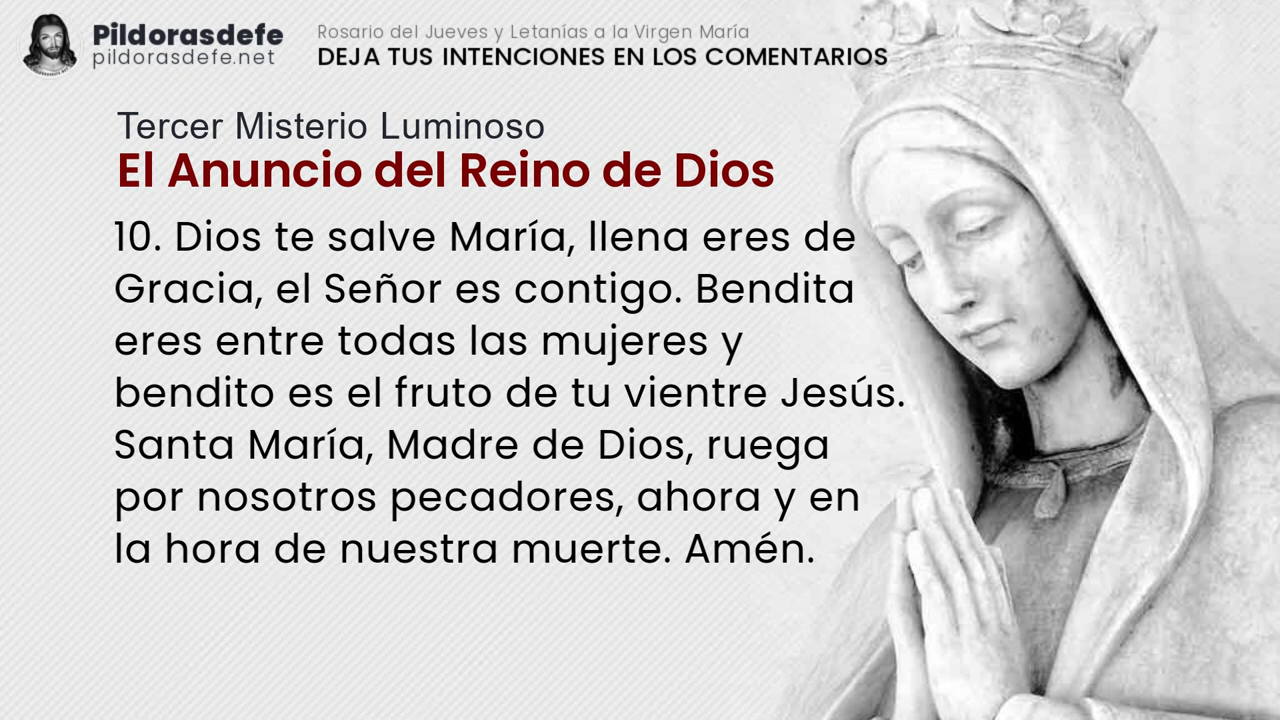 Pildorasdefe
pildorasdefe.net
Rosario del Jueves y Letanías a la Virgen María
DEJA TUS INTENCIONES EN LOS COMENTARIOS
Tercer Misterio Luminoso
El Anuncio del Reino de Dios
10. Dios te salve María, llena eres de
Gracia, el Señor es contigo. Bendita
eres entre todas las mujeres y
bendito es el fruto de tu vientre Jesús.
Santa María, Madre de Dios, ruega
por nosotros pecadores, ahora y en
la hora de nuestra muerte. Amén.